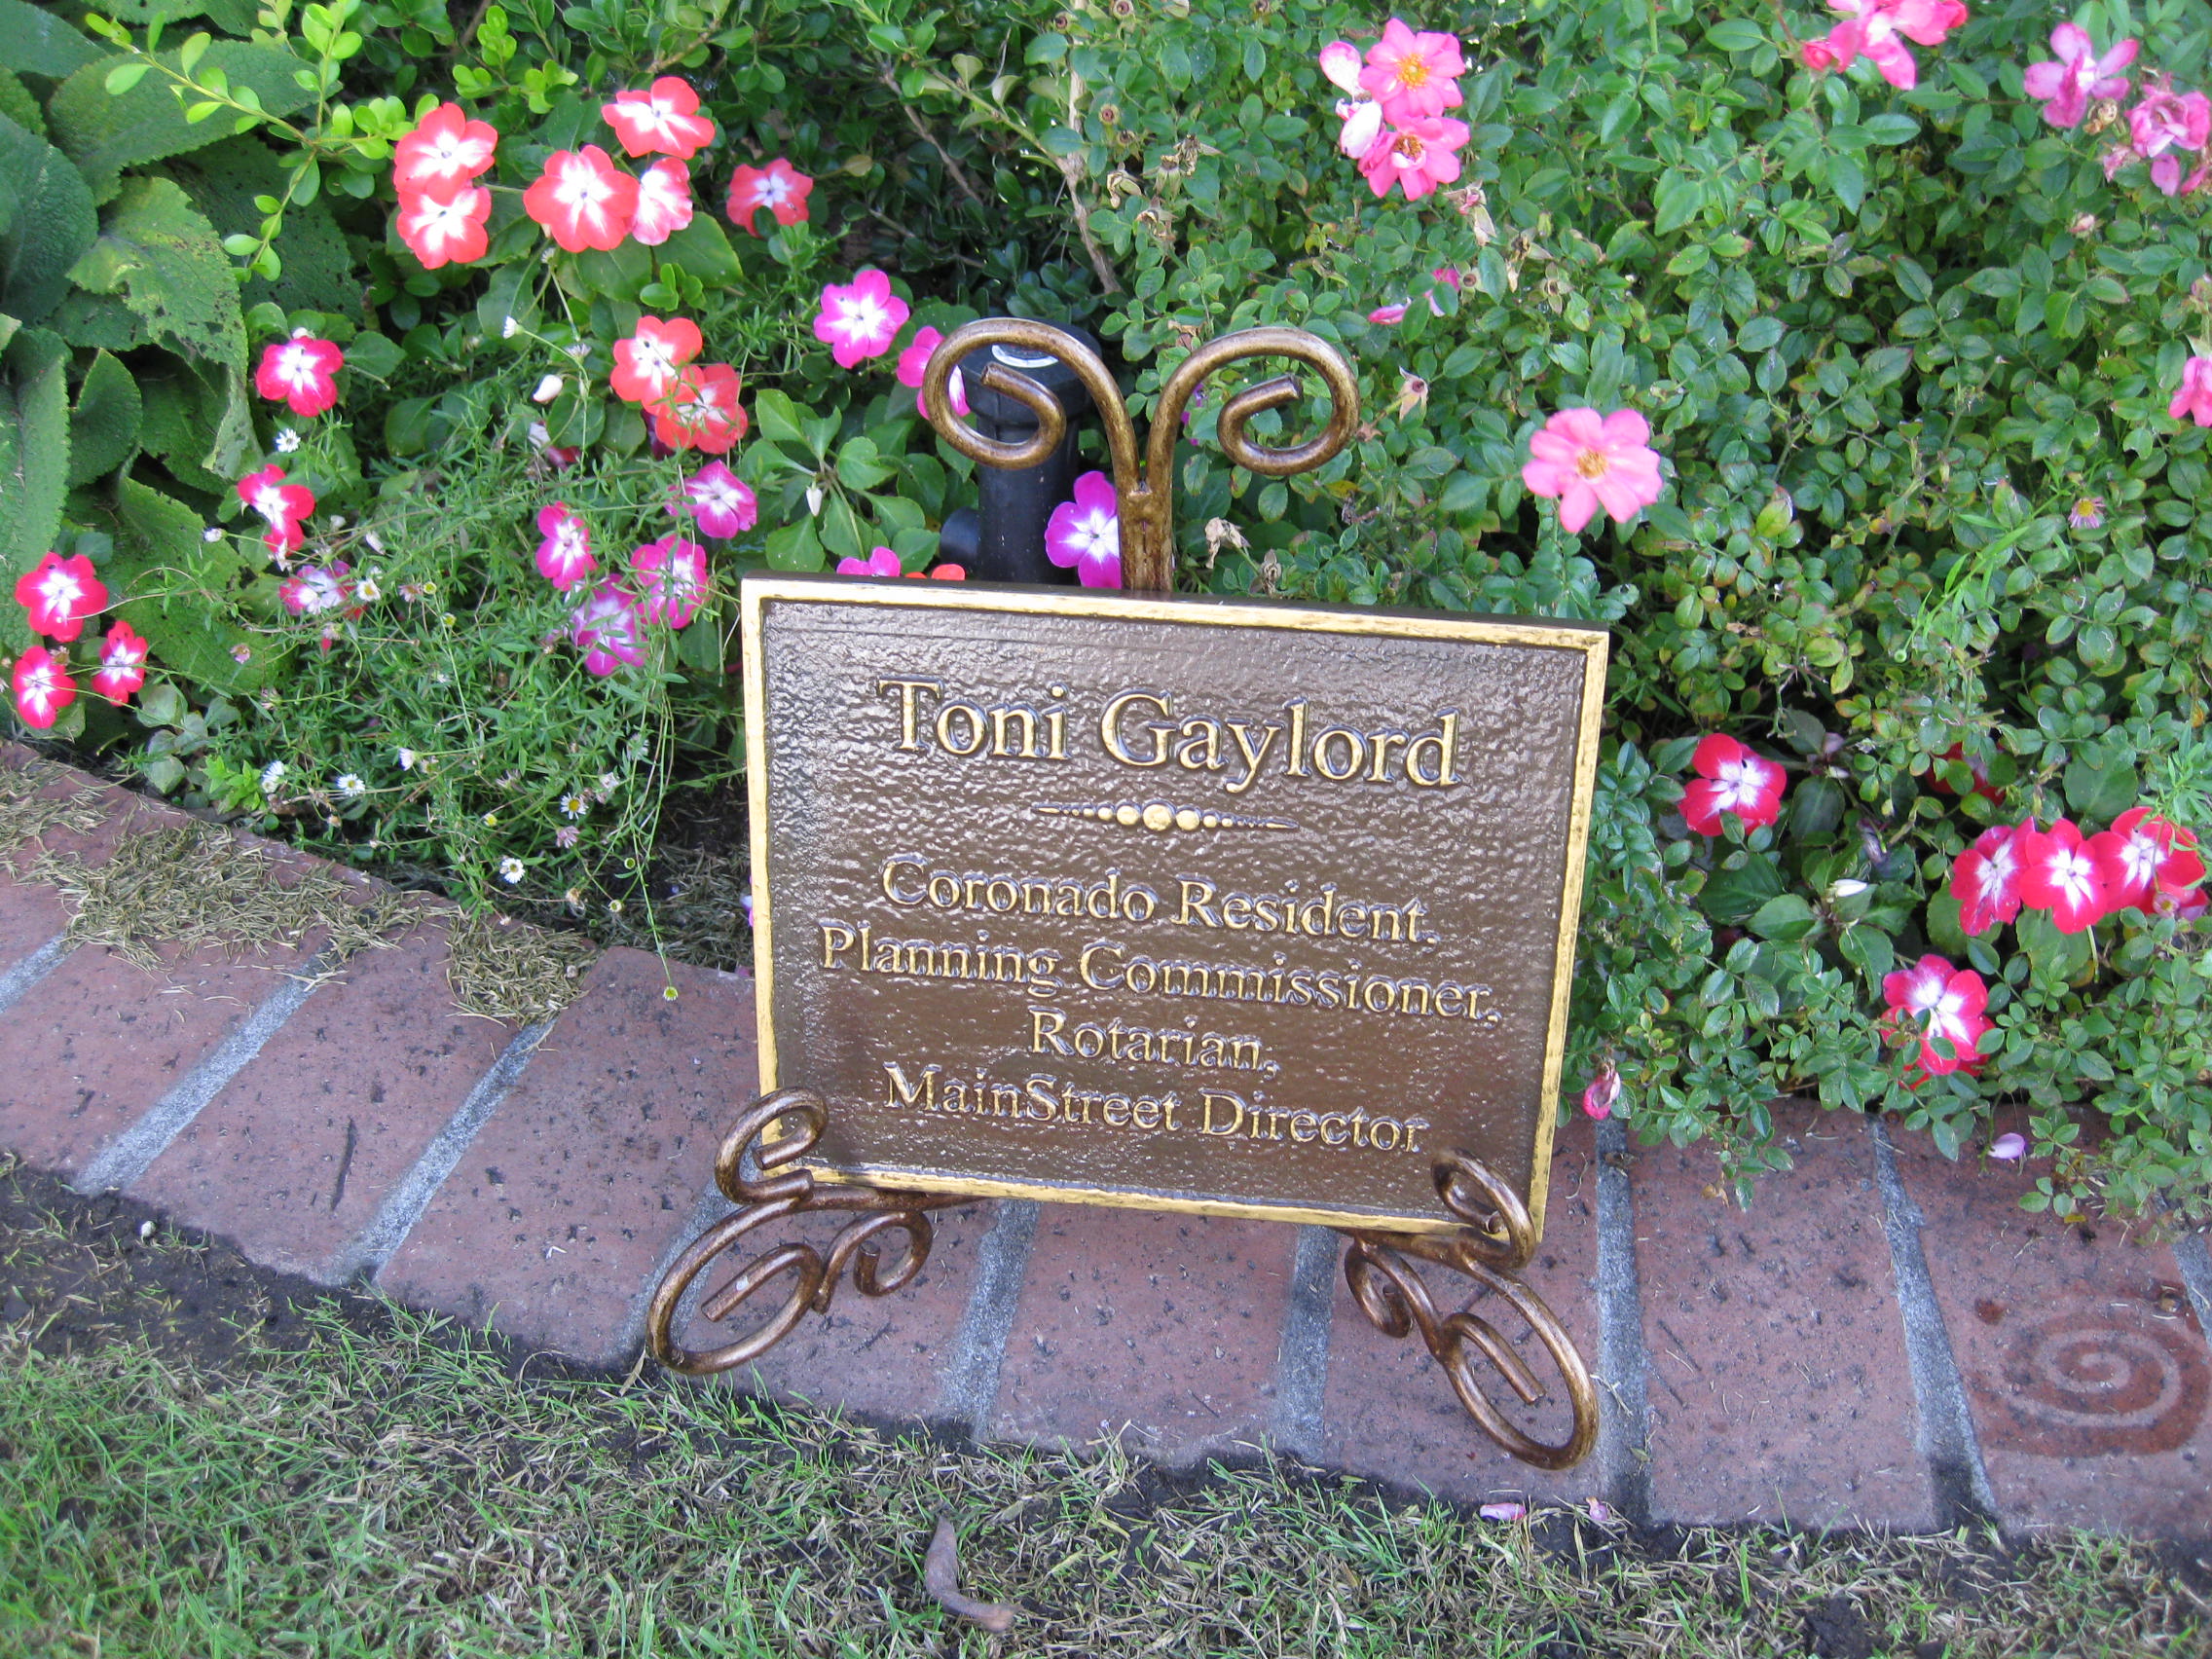 Toni Gaylord
Coronado Resident,
Planning Commissioner,
Rotarian,
MainStreet Director